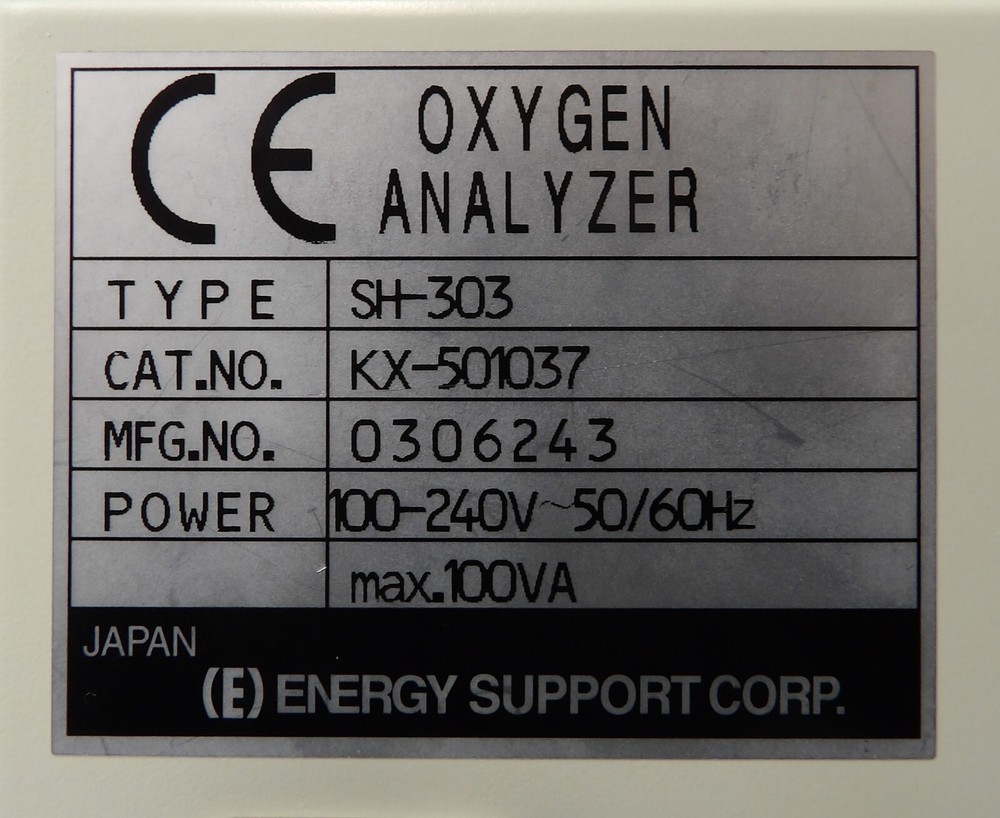 CE OXYGEN
ANALYZER
TYPE SH-303
CAT.NO. KX-501037
MFG.NO. 0306243
POWER 100-240V~50/60Hz
max.100VA
JAPAN
(E) ENERGY SUPPORT CORP.